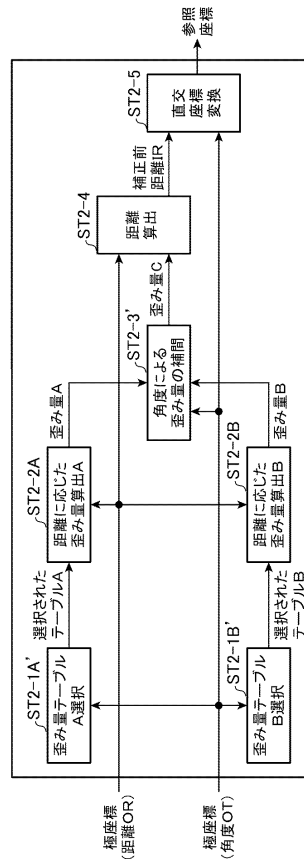 極座標
(距離OR)
極座標
(角度OT)
ST2-1A'
歪み量テーブル
A選択
選択された
テーブルA
ST2-2A
距離に応じた
歪み量算出A
歪み量A
ST2-1B'
歪み量テーブル
B選択
選択された
テーブルB
ST2-2B
距離に応じた
歪み量算出B
歪み量B
ST2-3'
角度による
歪み量の補間
歪み量C
ST2-4
距離
算出
補正前
距離IR
ST2-5
直交
座標
変換
参照
座標